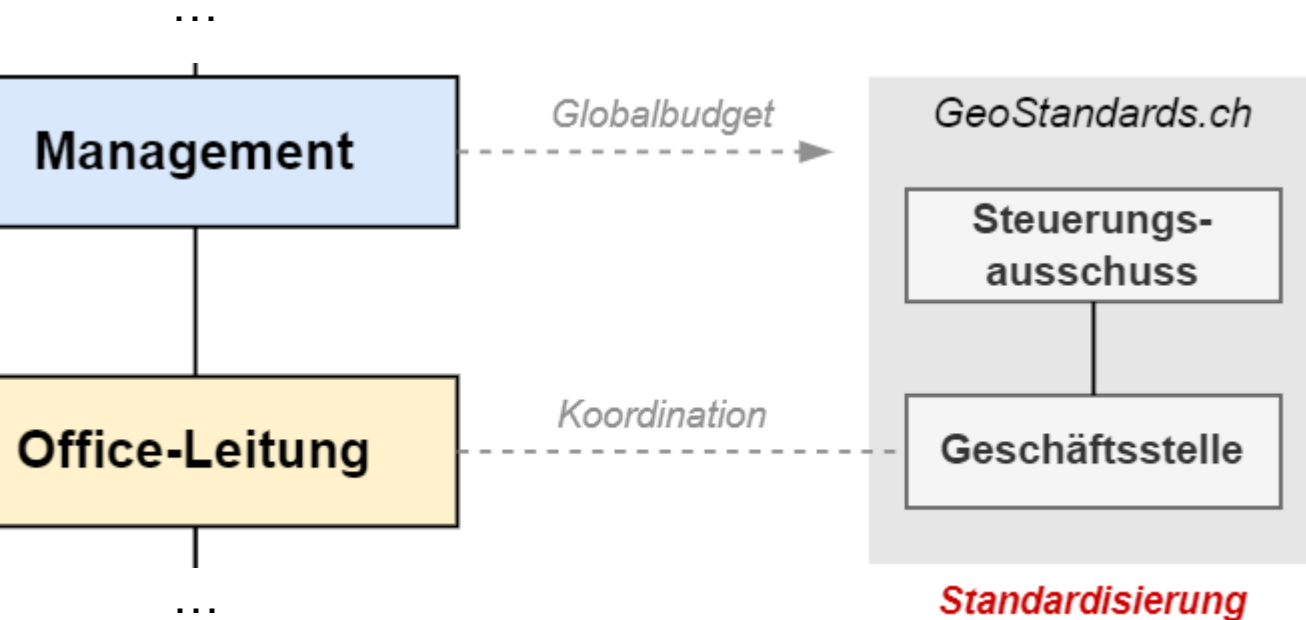 ...
Management
Globalbudget
GeoStandards.ch
Steuerungs-
ausschuss
Office-Leitung
Koordination
Geschäftsstelle
...
Standardisierung